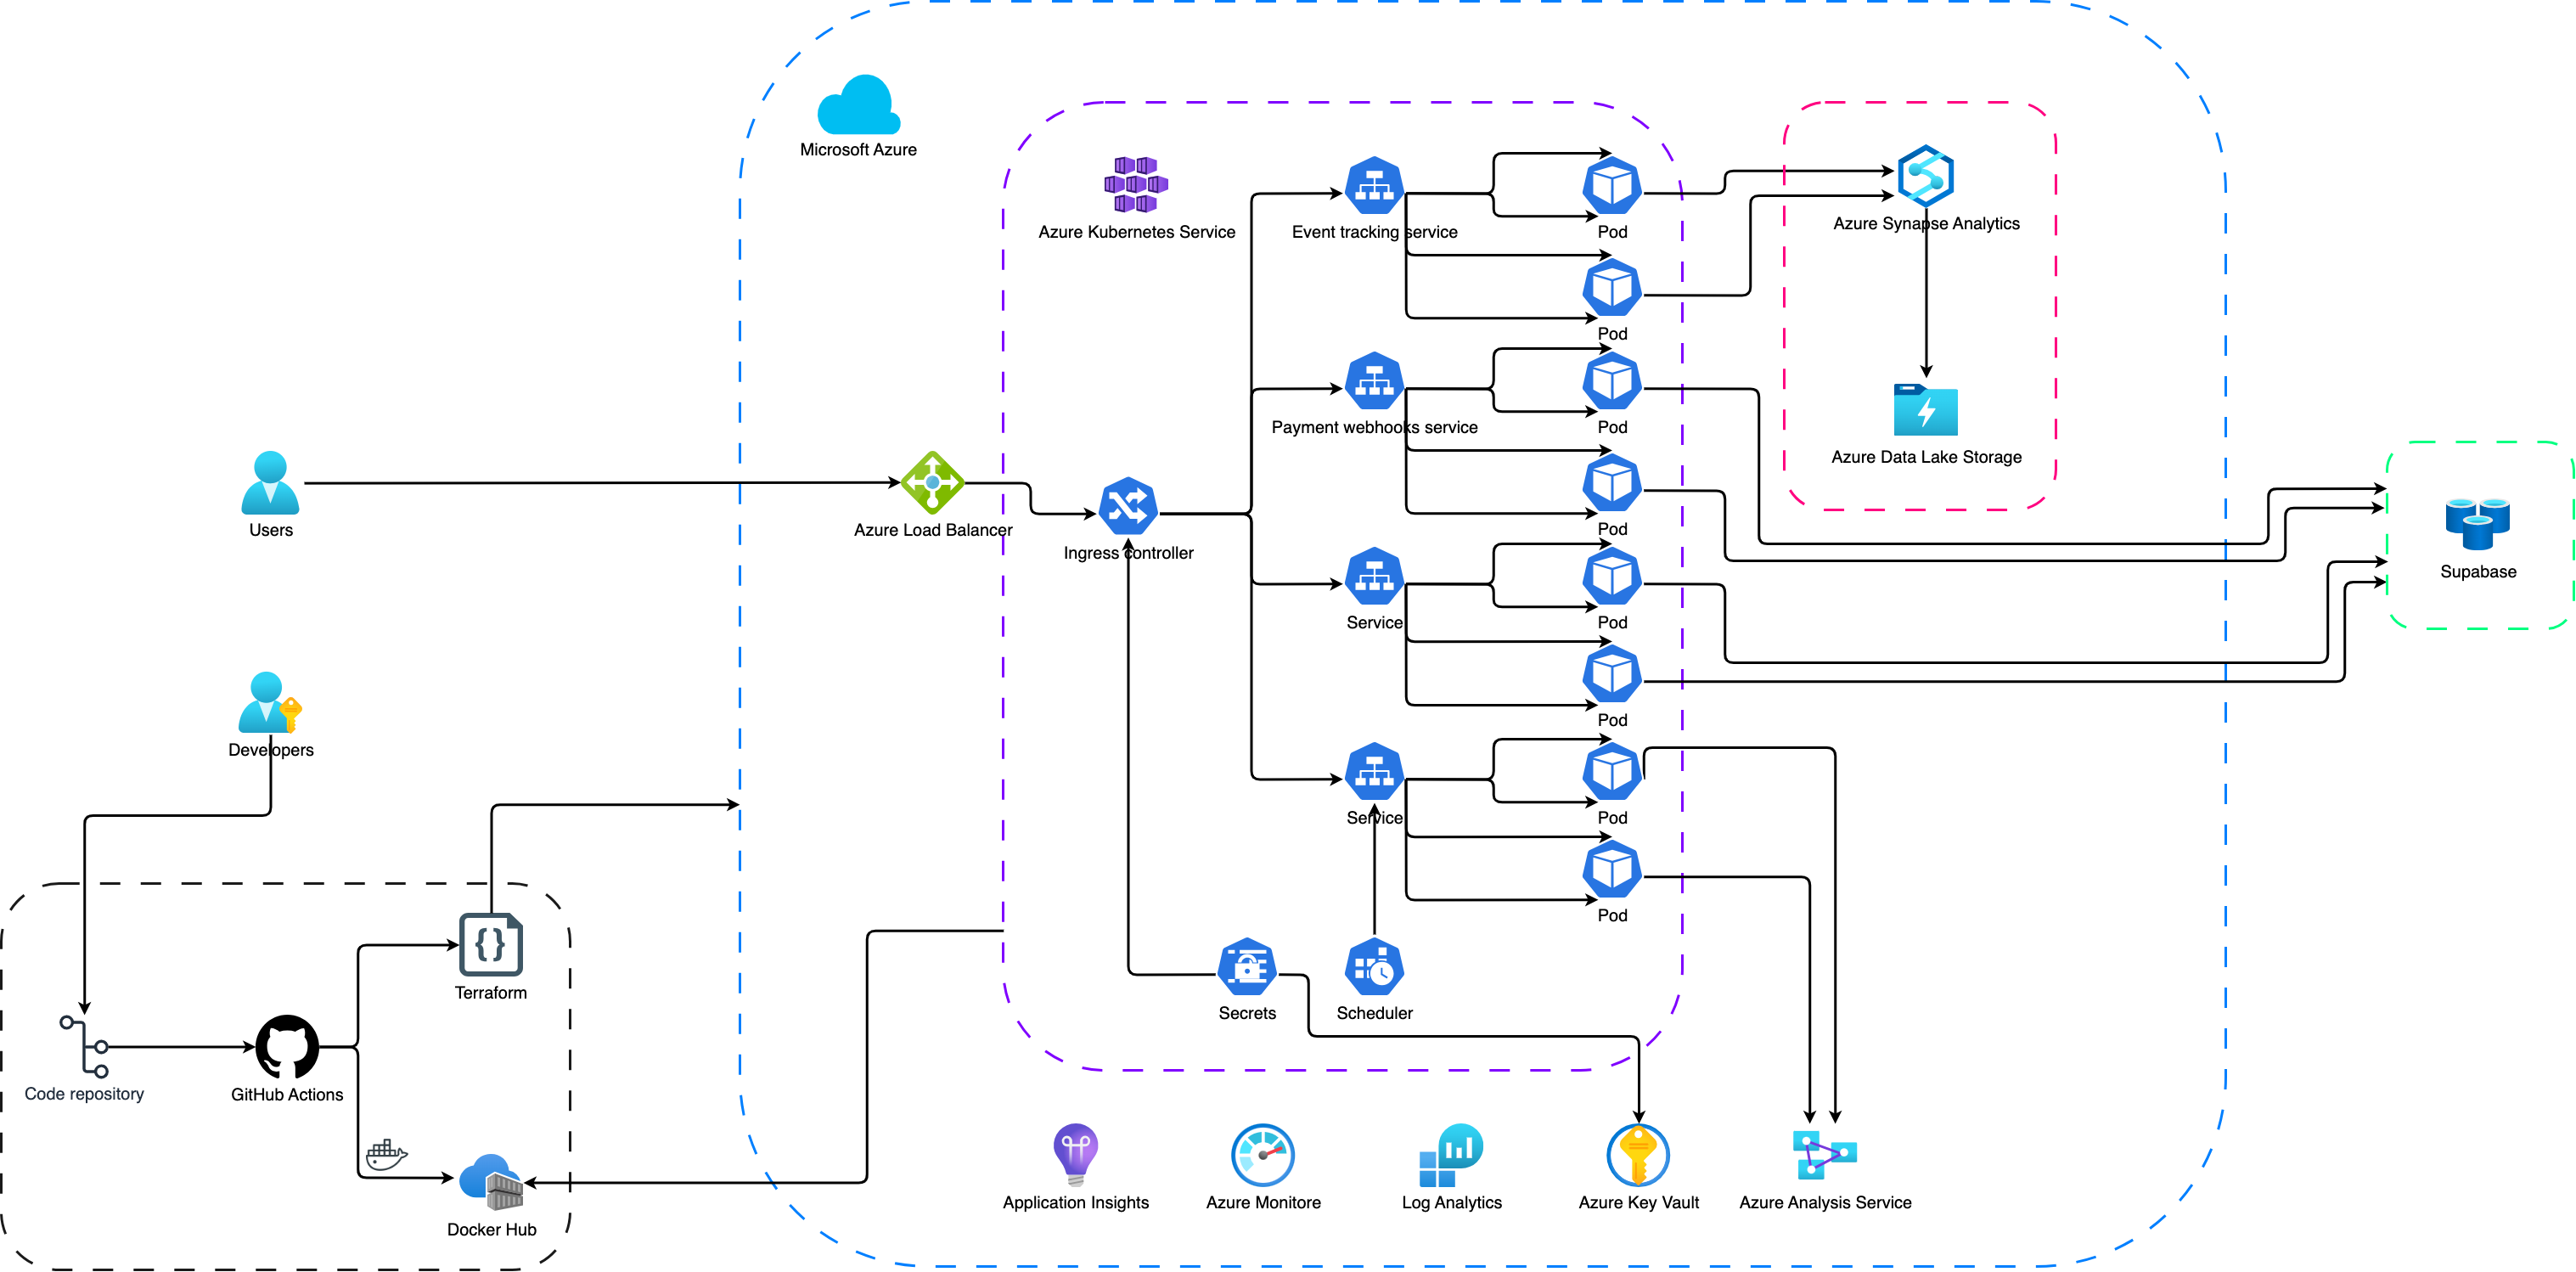 Microsoft Azure
Azure Kubernetes Service
Event tracking service
Pod
Azure Synapse Analytics
Pod
Payment webhooks service
Pod
Azure Data Lake Storage
Users
Azure Load Balancer
Ingress controller
Pod
Supabase
Service
Pod
Developers
Pod
Service
Pod
Pod
Terraform
Secrets
Scheduler
Code repository
GitHub Actions
Application Insights
Azure Monitore
Log Analytics
Azure Key Vault
Azure Analysis Service
Docker Hub